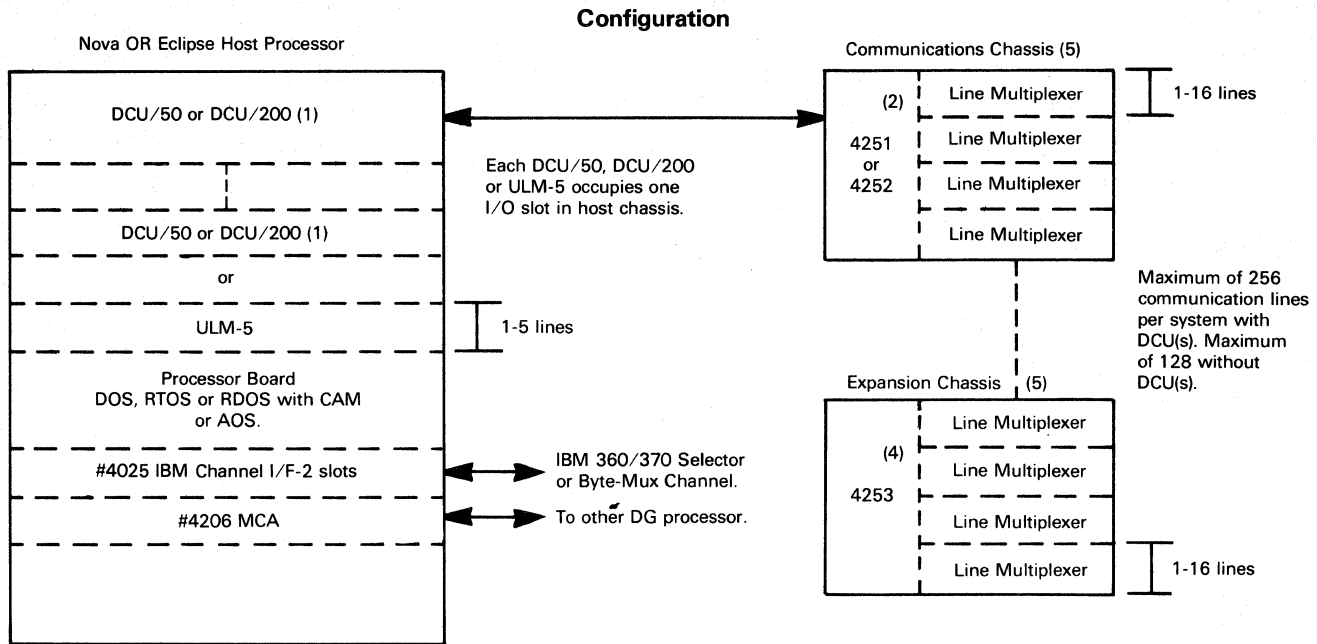 Configuration
Nova OR Eclipse Host Processor
DCU/50 or DCU/200 (1)
DCU/50 or DCU/200 (1)
or
ULM-5
1-5 lines
Processor Board
DOS, RTOS or RDOS with CAM
or AOS.
#4025 IBM Channel I/F-2 slots
#4206 MCA
Each DCU/50, DCU/200
or ULM-5 occupies one
I/O slot in host chassis.
IBM 360/370 Selector
or Byte-Mux Channel.
To other DG processor.
Communications Chassis (5)
(2)
4251
or
4252
Line Multiplexer
Line Multiplexer
Line Multiplexer
Line Multiplexer
1-16 lines
Maximum of 256
communication lines
per system with
DCU(s). Maximum
of 128 without
DCU(s).
Expansion Chassis (5)
(4)
4253
Line Multiplexer
Line Multiplexer
Line Multiplexer
Line Multiplexer
1-16 lines